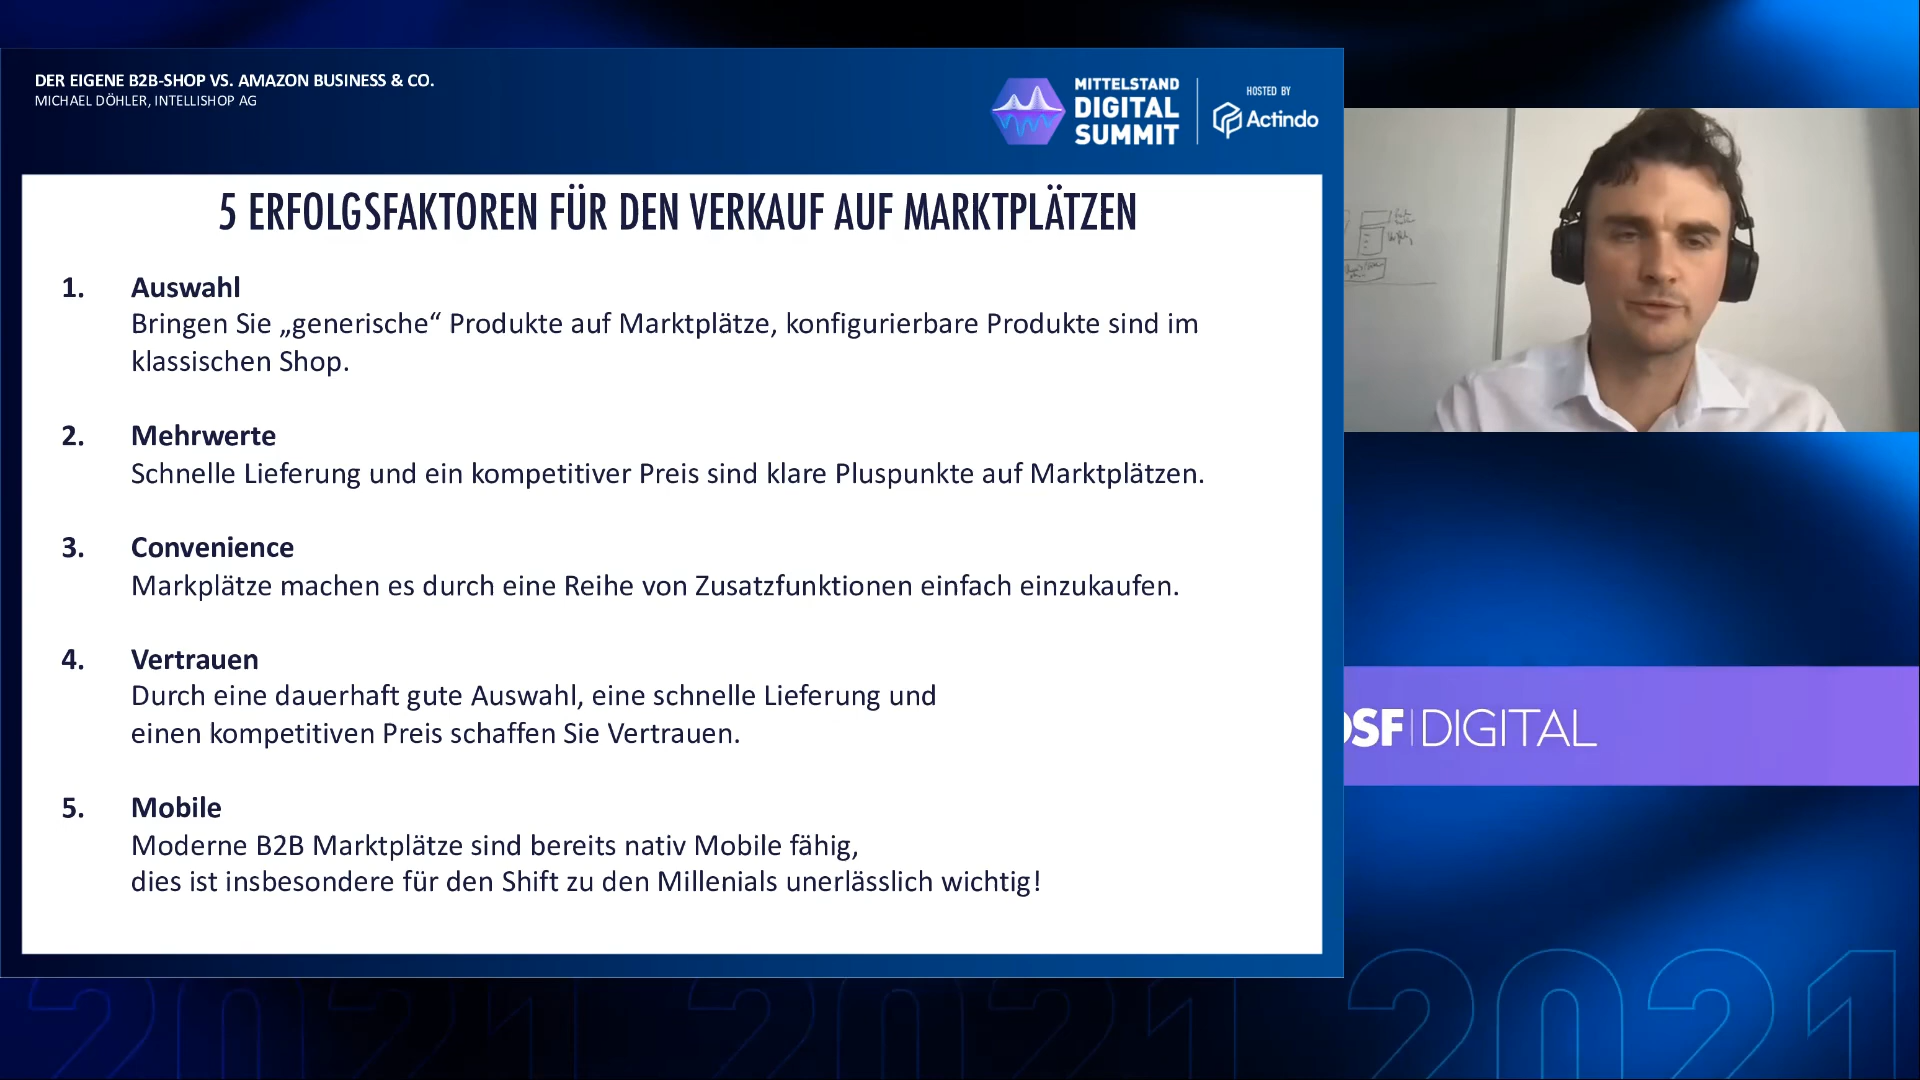 DER EIGENE B2B-SHOP VS. AMAZON BUSINESS & CO.
MICHAEL DÖHLER, INTELLISHOP AG
MITTELSTAND
DIGITAL
SUMMIT
HOSTED BY
Actindo
5 ERFOLGSFAKTOREN FÜR DEN VERKAUF AUF MARKTPLÄTZEN
1. Auswahl
Bringen Sie „generische“ Produkte auf Marktplätze, konfigurierbare Produkte sind im
klassischen Shop.
2. Mehrwerte
Schnelle Lieferung und ein kompetitiver Preis sind klare Pluspunkte auf Marktplätzen.
3. Convenience
Markplätze machen es durch eine Reihe von Zusatzfunktionen einfach einzukaufen.
4. Vertrauen
Durch eine dauerhaft gute Auswahl, eine schnelle Lieferung und
einen kompetitiven Preis schaffen Sie Vertrauen.
5. Mobile
Moderne B2B Marktplätze sind bereits nativ Mobile fähig,
dies ist insbesondere für den Shift zu den Millenials unerlässlich wichtig!
OSF DIGITAL
2021 2021 2021